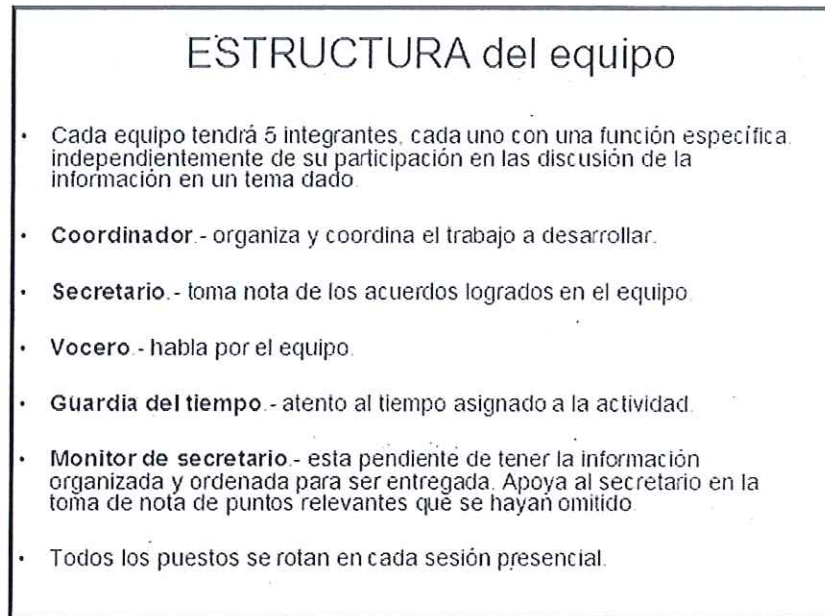 ESTRUCTURA del equipo
• Cada equipo tendrá 5 integrantes, cada uno con una función específica.
independientemente de su participación en las discusión de la
información en un tema dado.
• Coordinador.- organiza y coordina el trabajo a desarrollar.
• Secretario.- toma nota de los acuerdos logrados en el equipo.
• Vocero.- habla por el equipo.
• Guardia del tiempo.- atento al tiempo asignado a la actividad.
• Monitor de secretario.- esta pendiente de tener la información
organizada y ordenada para ser entregada. Apoya al secretario en la
toma de nota de puntos relevantes que se hayan omitido.
• Todos los puestos se rotan en cada sesión presencial.